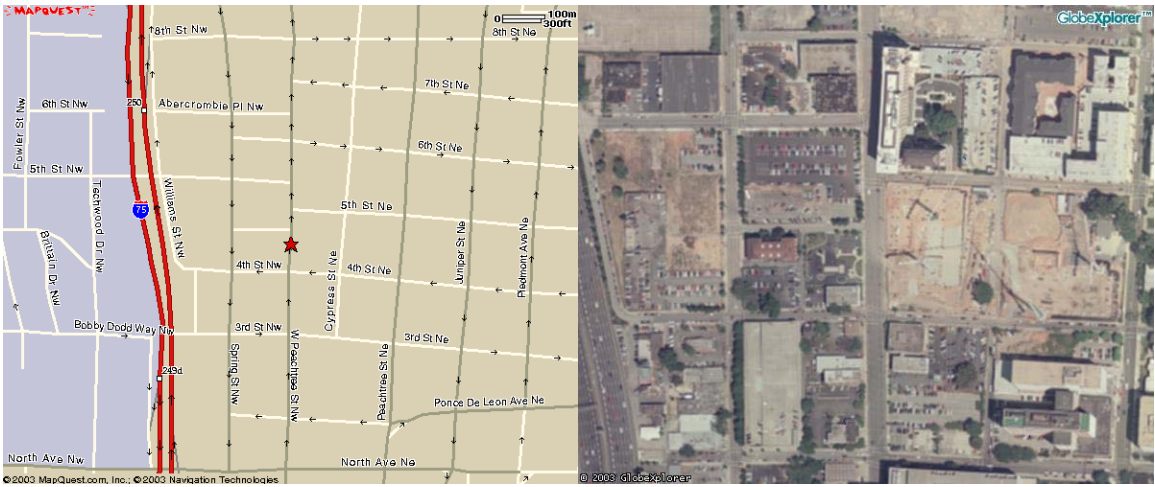 MAPQUEST
0 100m
300ft
GlobeXplorer™
8th St Nw
8th St Ne
7th St Ne
250
6th St Nw
Abercrombie Pl Nw
Fowler St Nw
6th St Ne
5th St Nw
Techwood Dr Nw
Williams St Nw
75
5th St Ne
Brittain Dr Nw
Juniper St Ne
Piedmont Ave Ne
4th St Nw
4th St Ne
Cypress St Ne
Bobby Dodd Way Nw
3rd St Nw
3rd St Ne
W Peachtree St Nw
Spring St Nw
Peachtree St Ne
249d
Ponce De Leon Ave Ne
North Ave Nw
North Ave Ne
©2003 MapQuest.com, Inc.; ©2003 Navigation Technologies
© 2003 GlobeXplorer